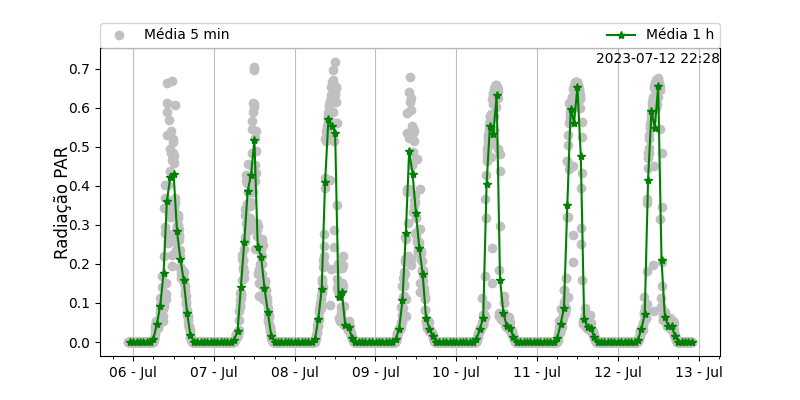 Média 5 min
Média 1 h
2023-07-12 22:28
Radiação PAR
0.7
0.6
0.5
0.4
0.3
0.2
0.1
0.0
06 - Jul
07 - Jul
08 - Jul
09 - Jul
10 - Jul
11 - Jul
12 - Jul
13 - Jul